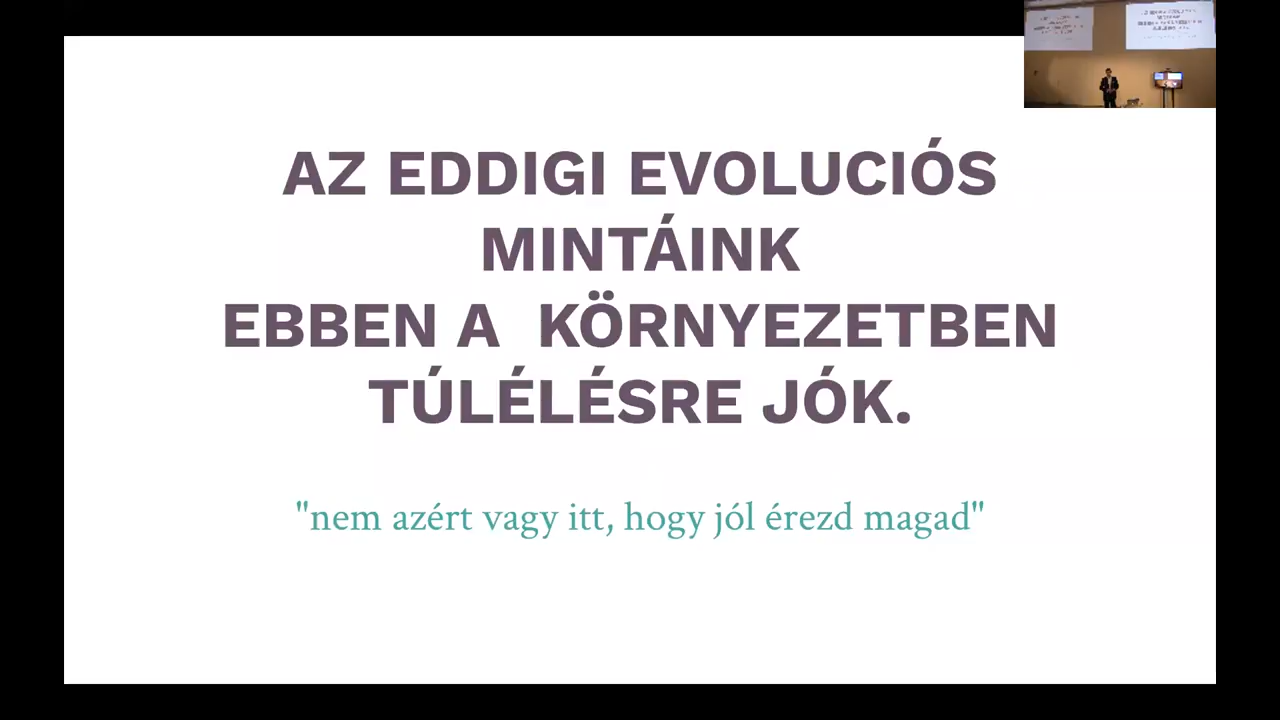 AZ EDDIGI EVOLUCIÓS
MINTÁINK
EBBEN A KÖRNYEZETBEN
TÚLÉLÉSRE JÓK.
"nem azért vagy itt, hogy jól érezd magad"